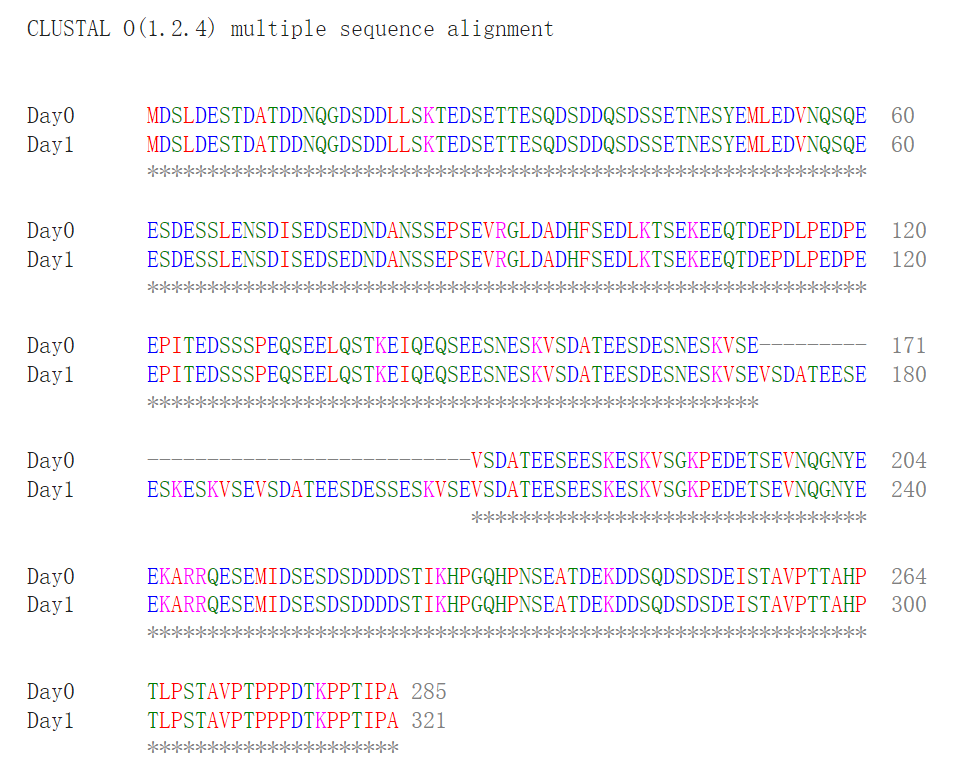 CLUSTAL O(1.2.4) multiple sequence alignment
Day0 MDSLDESTDATDDNQGDSDDLLSKTEDSETTESQDSDDQSDSSETNESYEMLEDVNQSQE 60
Day1 MDSLDESTDATDDNQGDSDDLLSKTEDSETTESQDSDDQSDSSETNESYEMLEDVNQSQE 60
************************************************************
Day0 ESDESSLENSDISEDSEDNDANSSEPSEVRGLDADHFSEDLKTSEKEEQTDEPDLPEDPE 120
Day1 ESDESSLENSDISEDSEDNDANSSEPSEVRGLDADHFSEDLKTSEKEEQTDEPDLPEDPE 120
************************************************************
Day0 EPITEDSSSPEQSEELQSTKEIQEQSEESNESKVSDATEESDESNESKVSE--------- 171
Day1 EPITEDSSSPEQSEELQSTKEIQEQSEESNESKVSDATEESDESNESKVSEVSDATEESE 180
***************************************************
Day0 ---------------------------VSDATEESEESKESKVSGKPEDETSEVNQGNYE 204
Day1 ESKESKVSEVSDATEESDESSESKVSEVSDATEESEESKESKVSGKPEDETSEVNQGNYE 240
*********************************
Day0 EKARRQESEMIDSESDSDDDDSTIKHPGQHPNSEATDEKDDSQDSDSDEISTAVPTTAHP 264
Day1 EKARRQESEMIDSESDSDDDDSTIKHPGQHPNSEATDEKDDSQDSDSDEISTAVPTTAHP 300
************************************************************
Day0 TLPSTAVPTPPPDTKPPTIPA 285
Day1 TLPSTAVPTPPPDTKPPTIPA 321
*********************